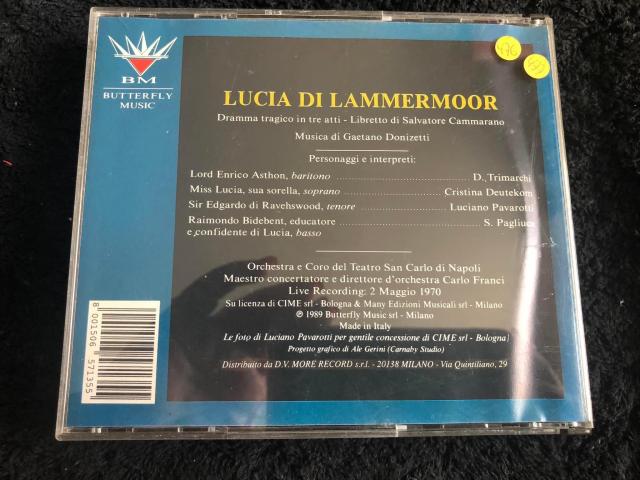 476
BM
BUTTERFLY
MUSIC
LUCIA DI LAMMERMOOR
Dramma tragico in tre atti - Libretto di Salvatore Cammarano
Musica di Gaetano Donizetti
Personaggi e interpreti:
Lord Enrico Asthon, baritono D. Trimarchi
Miss Lucia, sua sorella, soprano Cristina Deutekom
Sir Edgardo di Ravehswood, tenore Luciano Pavarotti
Raimondo Bidebent, educatore S. Pagliuca
e confidente di Lucia, basso
Orchestra e Coro del Teatro San Carlo di Napoli
Maestro concertatore e direttore d'orchestra Carlo Franci
Live Recording: 2 Maggio 1970
Su licenza di CIME srl - Bologna & Many Edizioni Musicali srl - Milano
℗ 1989 Butterfly Music srl - Milano
Made in Italy
Le foto di Luciano Pavarotti per gentile concessione di CIME srl - Bologna)
Progetto grafico di Ale Gerini (Carnaby Studio)
Distribuito da D.V. MORE RECORD s.r.l. - 20138 MILANO - Via Quintiliano, 29
8 001506 571355